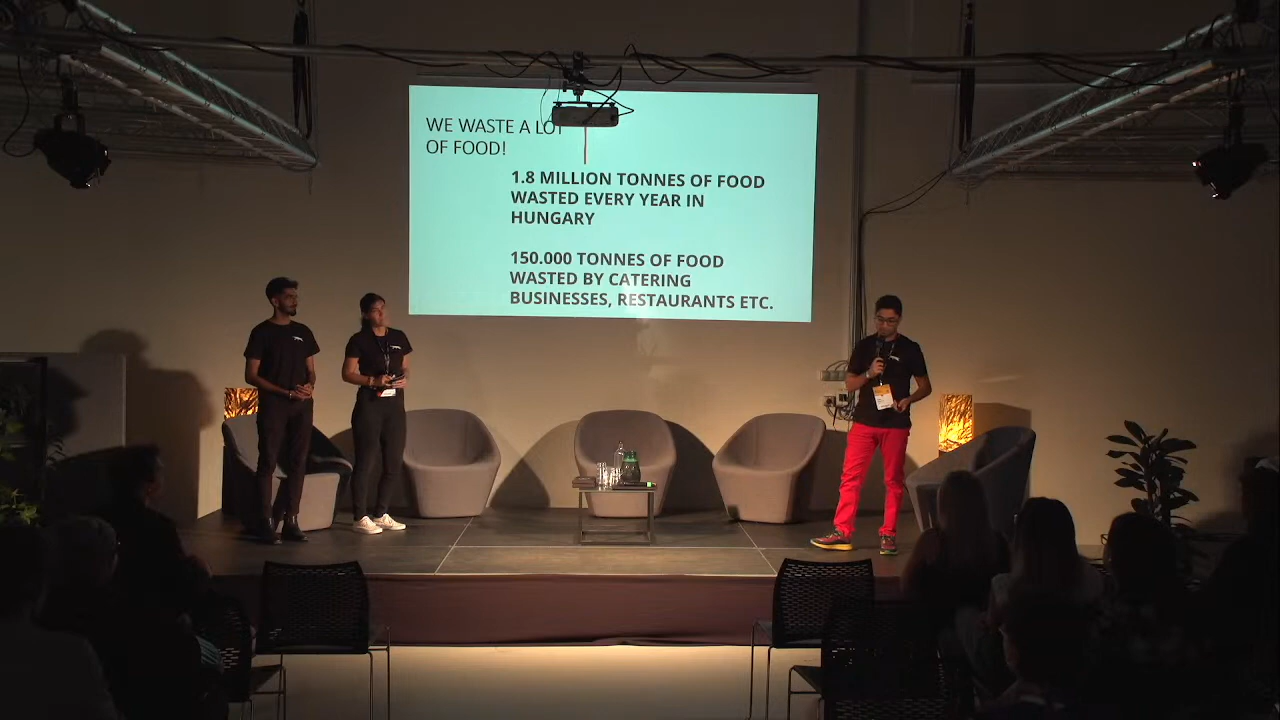 WE WASTE A LOT
OF FOOD!
1.8 MILLION TONNES OF FOOD
WASTED EVERY YEAR IN
HUNGARY
150.000 TONNES OF FOOD
WASTED BY CATERING
BUSINESSES, RESTAURANTS ETC.